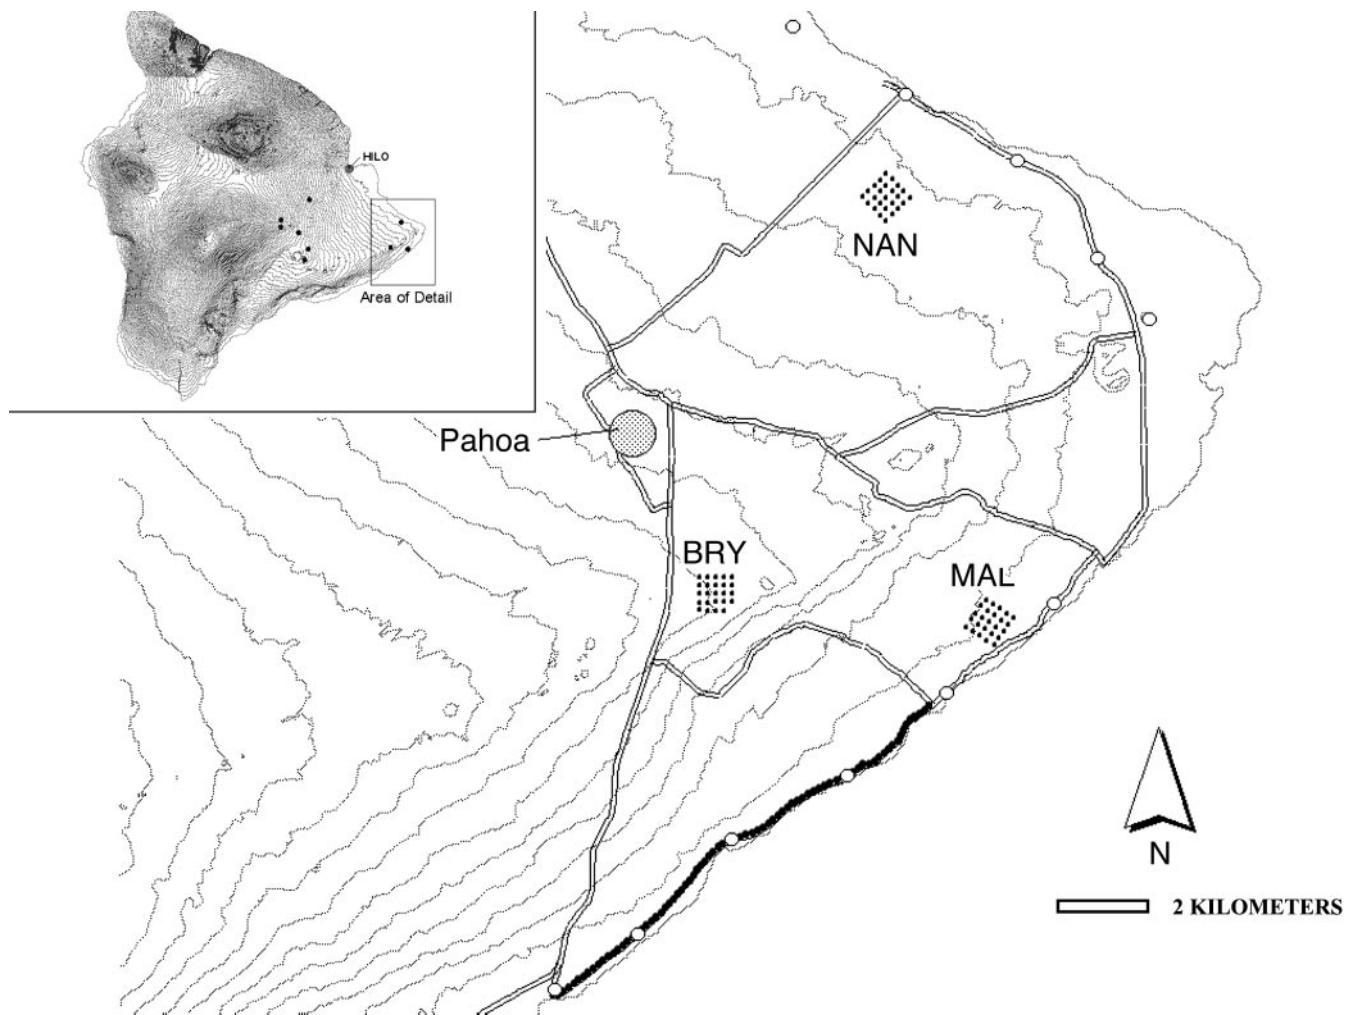 HILO
Area of Detail
NAN
Pahoa
BRY
MAL
N
2 KILOMETERS